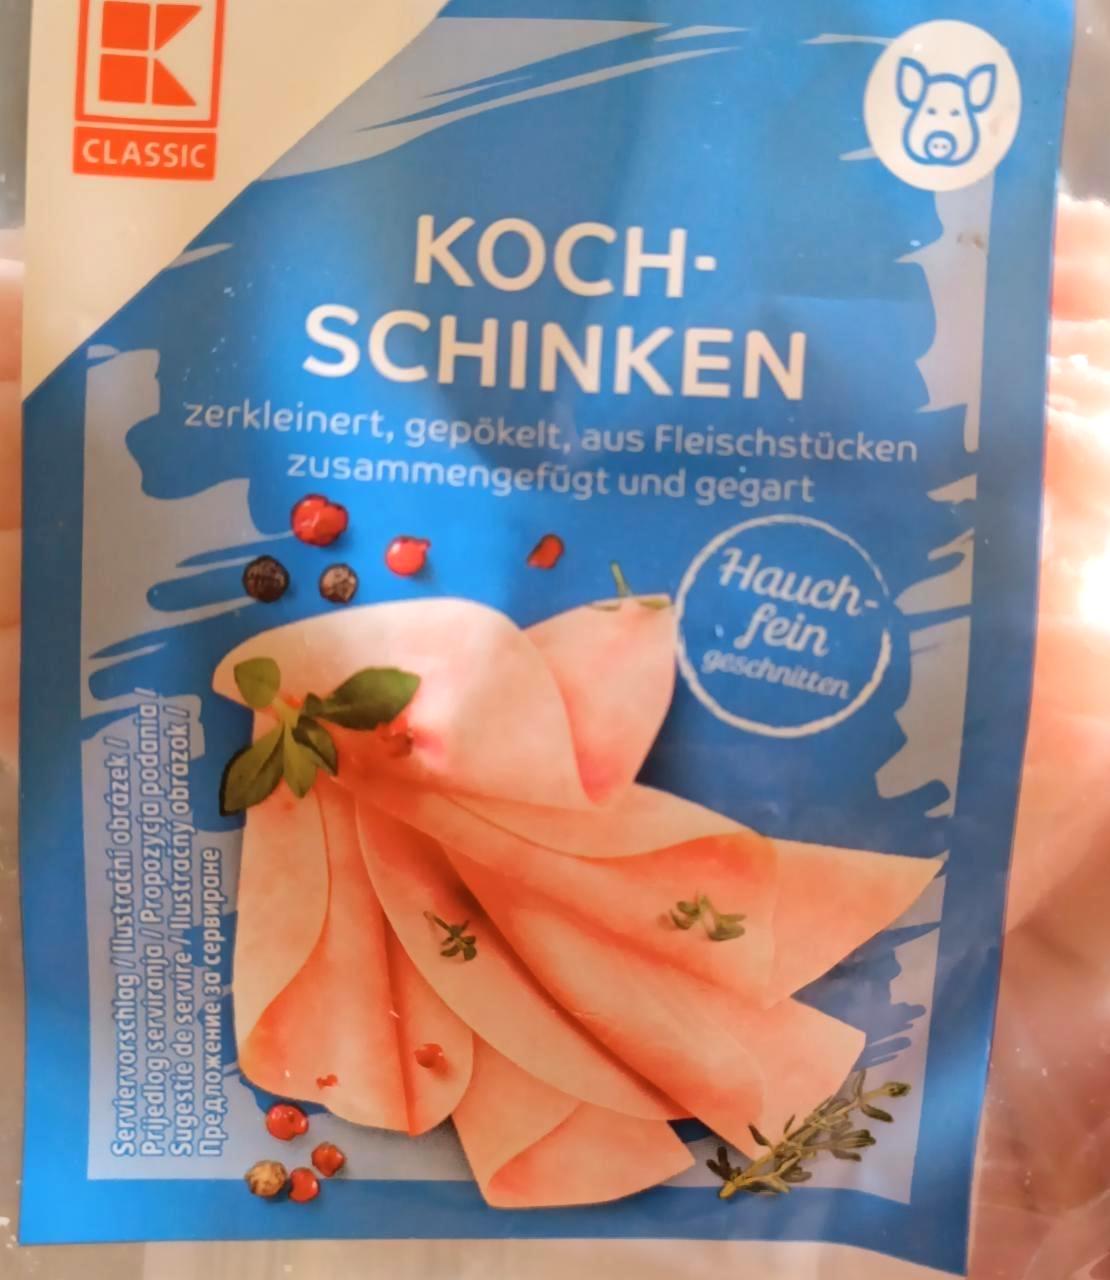 K
CLASSIC
KOCH-
SCHINKEN
zerkleinert, gepökelt, aus Fleischstücken
zusammengefügt und gegart
Hauch-
fein
geschnitten
Serviervorschlag / Ilustrační obrázek /
Prijedlog serviranja / Propozycja podania /
Sugestie de servire / Ilustračný obrázok /
Предложение за сервиране